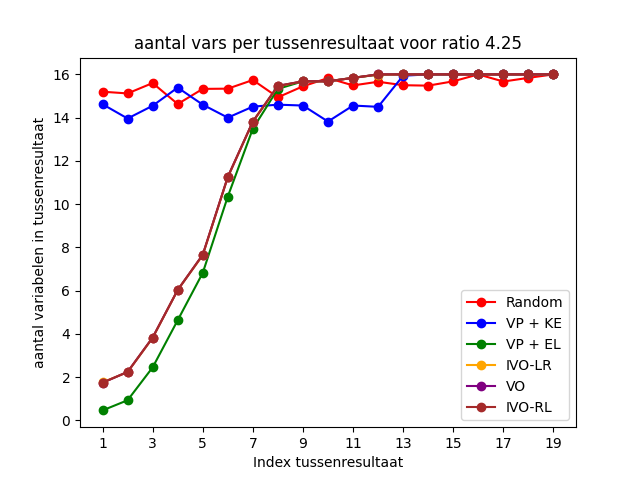 aantal vars per tussenresultaat voor ratio 4.25
aantal variabelen in tussenresultaat
16
14
12
10
8
6
4
2
0
Random
VP + KE
VP + EL
IVO-LR
VO
IVO-RL
1 3 5 7 9 11 13 15 17 19
Index tussenresultaat